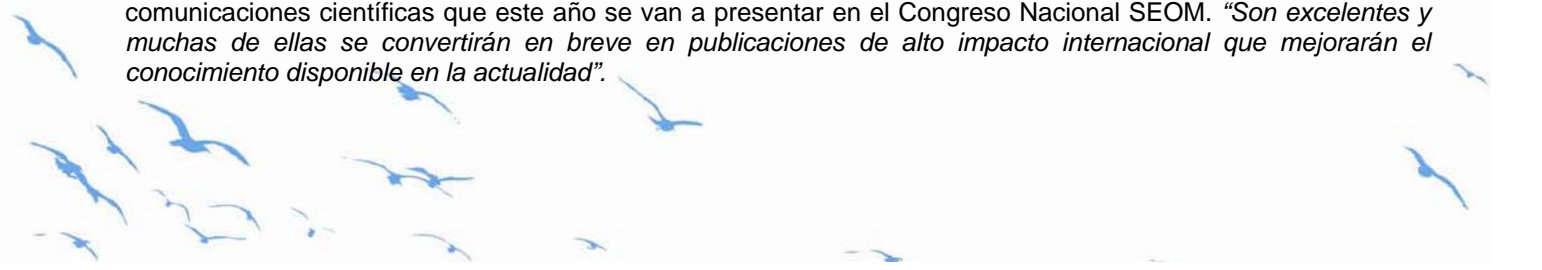 comunicaciones científicas que este año se van a presentar en el Congreso Nacional SEOM. “Son excelentes y
muchas de ellas se convertirán en breve en publicaciones de alto impacto internacional que mejorarán el
conocimiento disponible en la actualidad”.